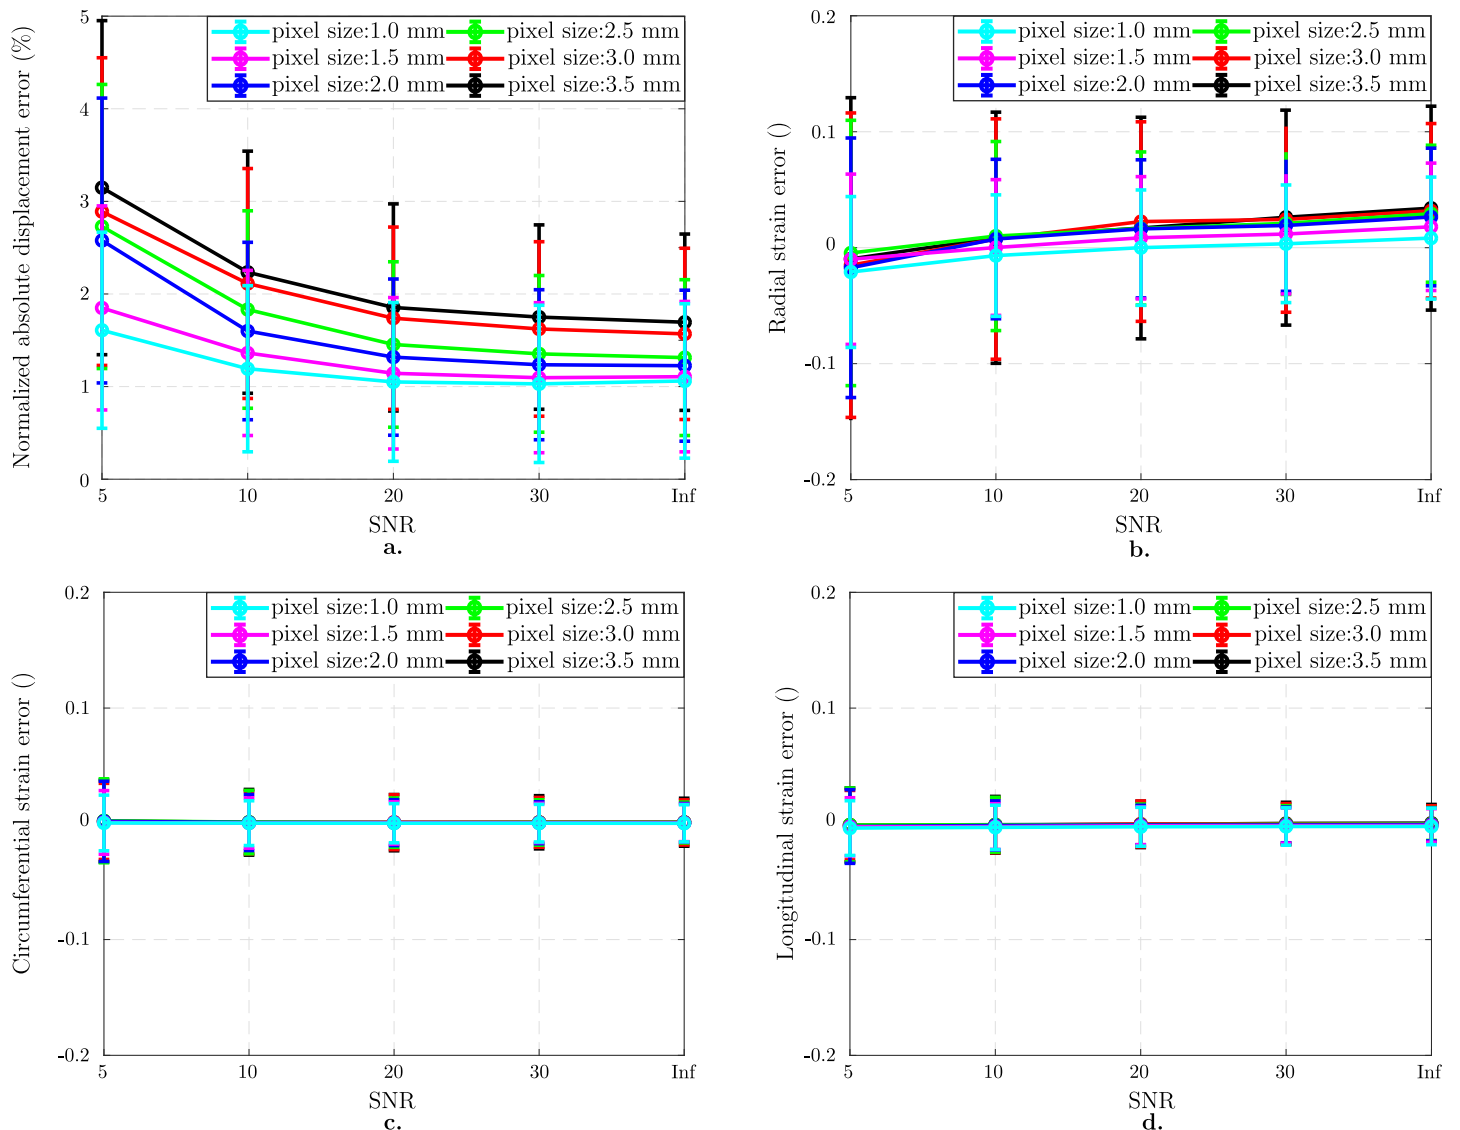 Normalized absolute displacement error (%)
5
4
3
2
1
0
pixel size:1.0 mm pixel size:2.5 mm
pixel size:1.5 mm pixel size:3.0 mm
pixel size:2.0 mm pixel size:3.5 mm
5 10 20 30 Inf
SNR
a.
Radial strain error ()
0.2
0.1
0
-0.1
-0.2
pixel size:1.0 mm pixel size:2.5 mm
pixel size:1.5 mm pixel size:3.0 mm
pixel size:2.0 mm pixel size:3.5 mm
5 10 20 30 Inf
SNR
b.
Circumferential strain error ()
0.2
0.1
0
-0.1
-0.2
pixel size:1.0 mm pixel size:2.5 mm
pixel size:1.5 mm pixel size:3.0 mm
pixel size:2.0 mm pixel size:3.5 mm
5 10 20 30 Inf
SNR
c.
Longitudinal strain error ()
0.2
0.1
0
-0.1
-0.2
pixel size:1.0 mm pixel size:2.5 mm
pixel size:1.5 mm pixel size:3.0 mm
pixel size:2.0 mm pixel size:3.5 mm
5 10 20 30 Inf
SNR
d.